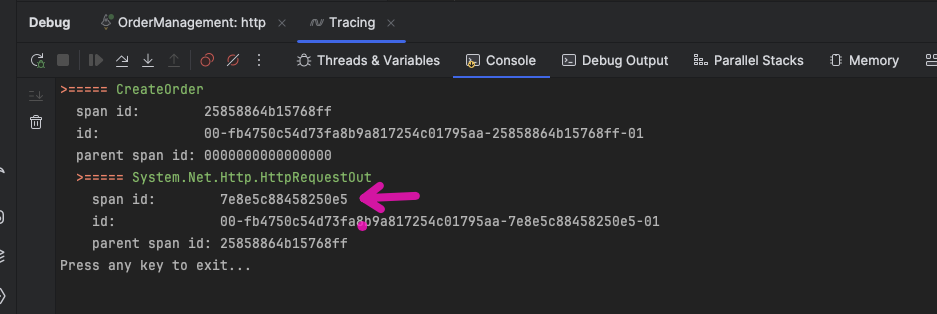 Debug OrderManagement: http × Tracing ×
Threads & Variables Console Debug Output Parallel Stacks Memory
>===== CreateOrder
span id: 25858864b15768ff
id: 00-fb4750c54d73fa8b9a817254c01795aa-25858864b15768ff-01
parent span id: 0000000000000000
>===== System.Net.Http.HttpRequestOut
span id: 7e8e5c88458250e5
id: 00-fb4750c54d73fa8b9a817254c01795aa-7e8e5c88458250e5-01
parent span id: 25858864b15768ff
Press any key to exit...